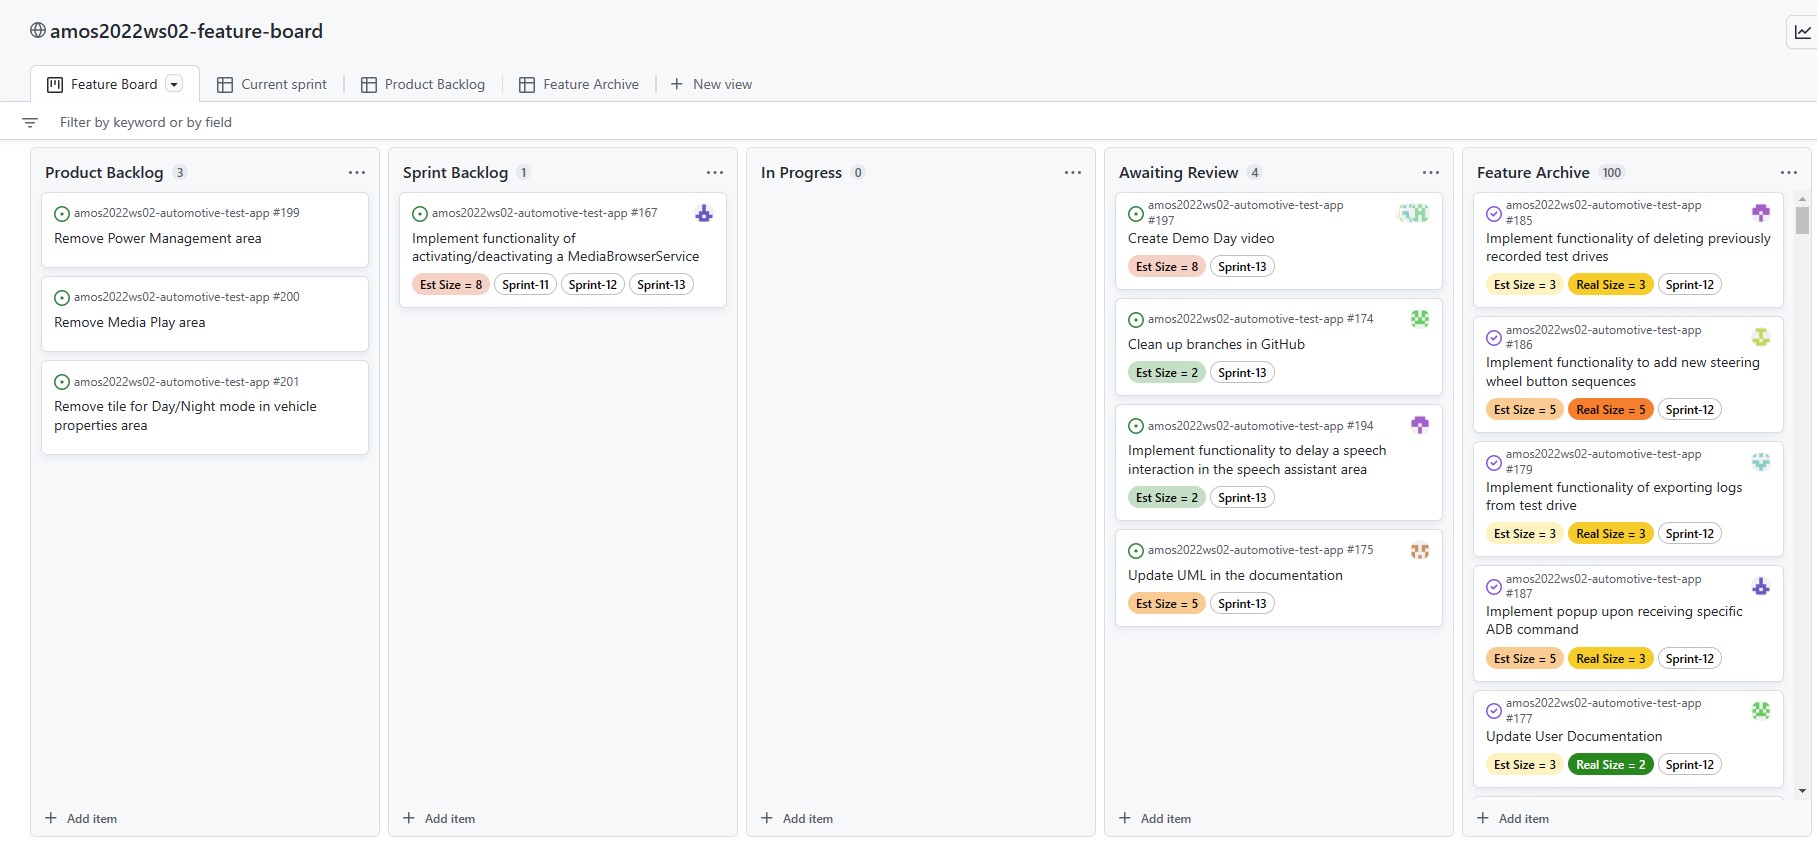 amos2022ws02-feature-board
Feature Board
Current sprint
Product Backlog
Feature Archive
New view
Filter by keyword or by field
Product Backlog 3
amos2022ws02-automotive-test-app #199
Remove Power Management area
amos2022ws02-automotive-test-app #200
Remove Media Play area
amos2022ws02-automotive-test-app #201
Remove tile for Day/Night mode in vehicle
properties area
Add item
Sprint Backlog 1
amos2022ws02-automotive-test-app #167
Implement functionality of
activating/deactivating a MediaBrowserService
Est Size = 8 Sprint-11 Sprint-12 Sprint-13
Add item
In Progress 0
Add item
Awaiting Review 4
amos2022ws02-automotive-test-app
#197
Create Demo Day video
Est Size = 8 Sprint-13
amos2022ws02-automotive-test-app #174
Clean up branches in GitHub
Est Size = 2 Sprint-13
amos2022ws02-automotive-test-app #194
Implement functionality to delay a speech
interaction in the speech assistant area
Est Size = 2 Sprint-13
amos2022ws02-automotive-test-app #175
Update UML in the documentation
Est Size = 5 Sprint-13
Add item
Feature Archive 100
amos2022ws02-automotive-test-app
#185
Implement functionality of deleting previously
recorded test drives
Est Size = 3 Real Size = 3 Sprint-12
amos2022ws02-automotive-test-app
#186
Implement functionality to add new steering
wheel button sequences
Est Size = 5 Real Size = 5 Sprint-12
amos2022ws02-automotive-test-app
#179
Implement functionality of exporting logs
from test drive
Est Size = 3 Real Size = 3 Sprint-12
amos2022ws02-automotive-test-app
#187
Implement popup upon receiving specific
ADB command
Est Size = 5 Real Size = 3 Sprint-12
amos2022ws02-automotive-test-app
#177
Update User Documentation
Est Size = 3 Real Size = 2 Sprint-12
Add item